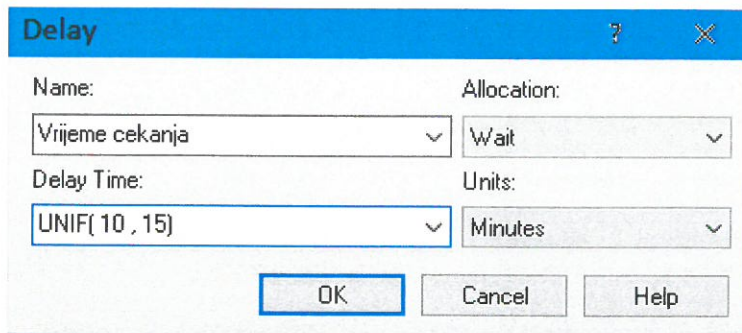 Delay ? ×
Name: Allocation:
Vrijeme cekanja Wait
Delay Time: Units:
UNIF( 10 , 15) Minutes
OK Cancel Help